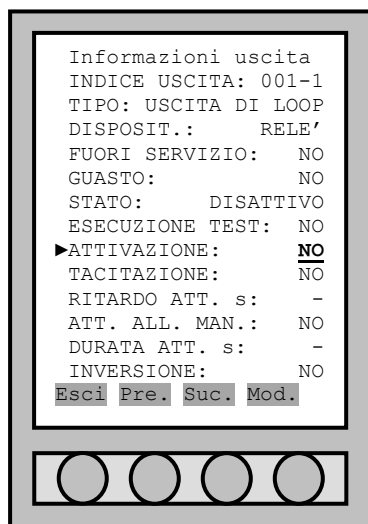 Informazioni uscita
INDICE USCITA: 001-1
TIPO: USCITA DI LOOP
DISPOSIT.: RELE’
FUORI SERVIZIO: NO
GUASTO: NO
STATO: DISATTIVO
ESECUZIONE TEST: NO
►ATTIVAZIONE: NO
TACITAZIONE: NO
RITARDO ATT. s: -
ATT. ALL. MAN.: NO
DURATA ATT. s: -
INVERSIONE: NO
Esci Pre. Suc. Mod.